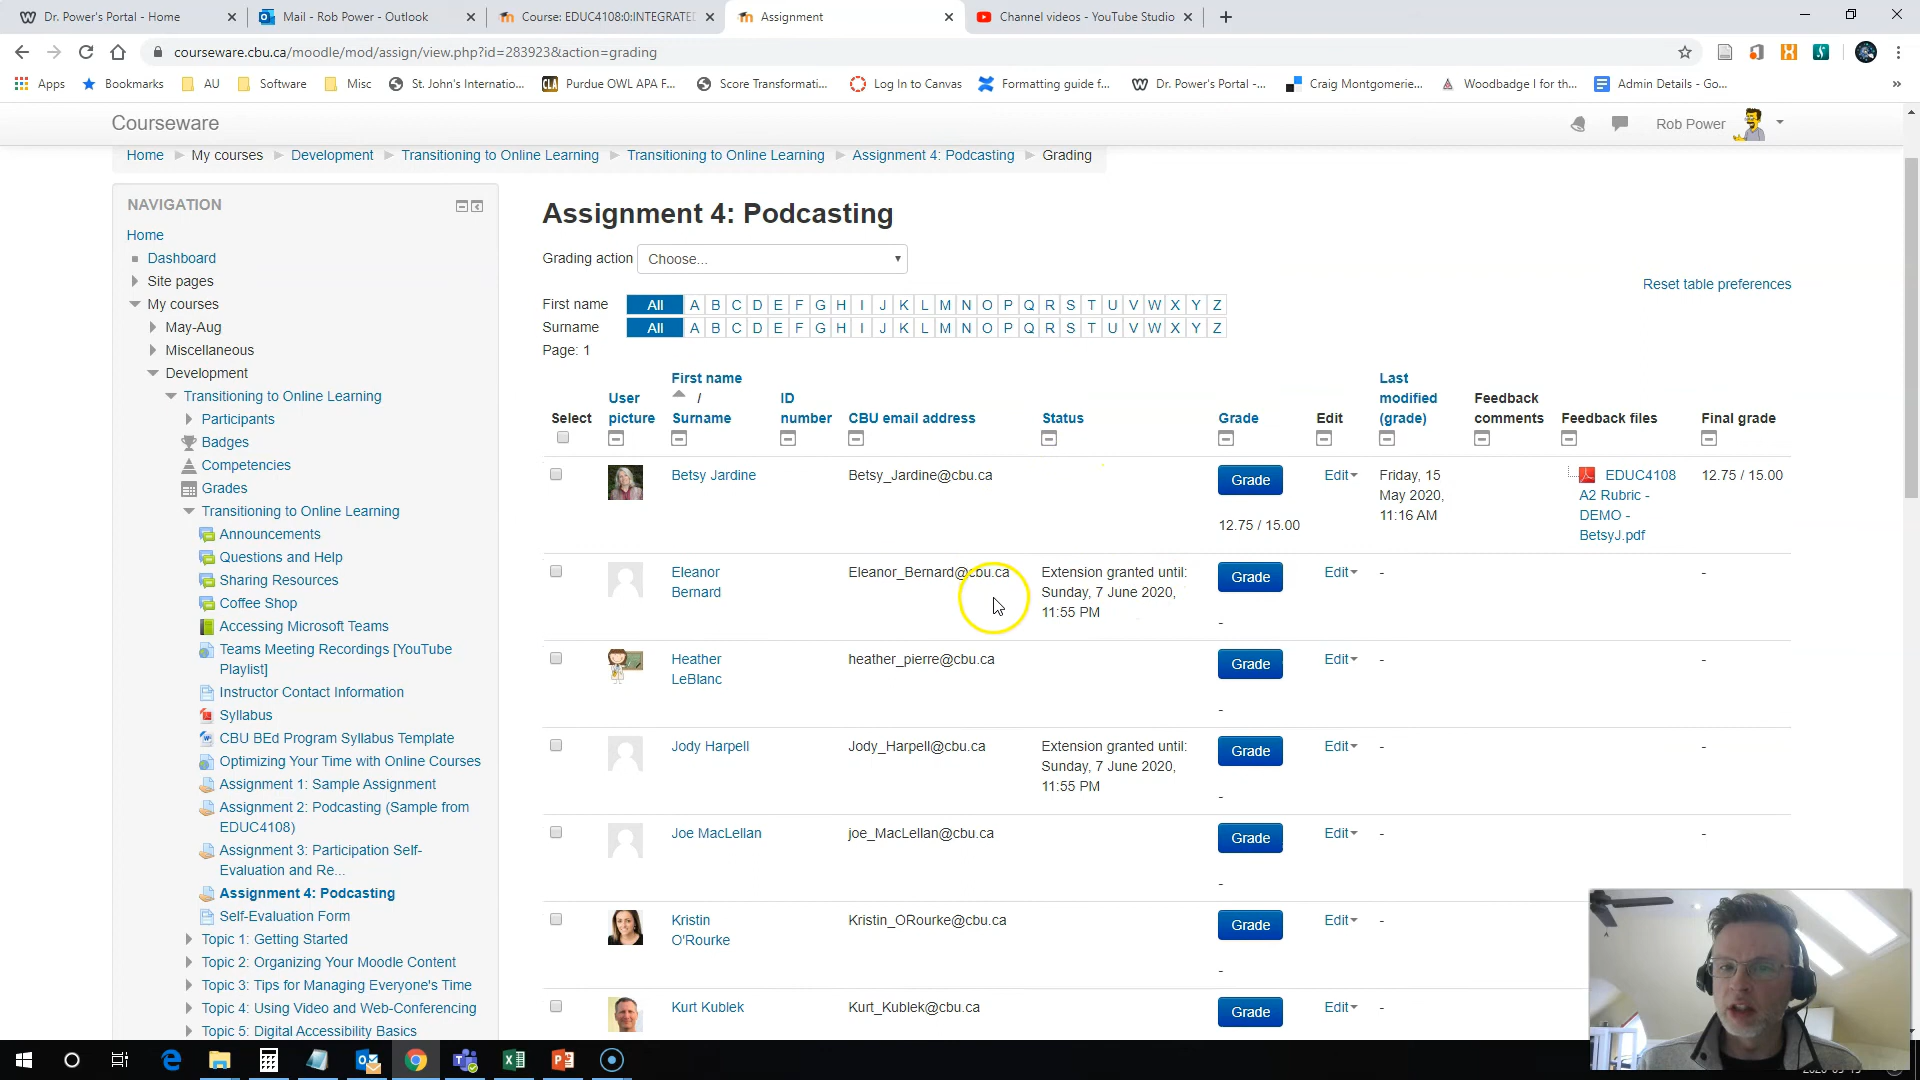 Dr. Power's Portal - Home
Mail - Rob Power - Outlook
Course: EDUC4108:0:INTEGRATED
Assignment
Channel videos - YouTube Studio
courseware.cbu.ca/moodle/mod/assign/view.php?id=283923&action=grading
Apps
Bookmarks
AU
Software
Misc
St. John's Internatio...
Purdue OWL APA F...
Score Transformatio...
Log In to Canvas
Formatting guide f...
Dr. Power's Portal -...
Craig Montgomerie...
Woodbadge I for th...
Admin Details - Go...
Courseware
Rob Power
Home
My courses
Development
Transitioning to Online Learning
Transitioning to Online Learning
Assignment 4: Podcasting
Grading
NAVIGATION
Home
Dashboard
Site pages
My courses
May-Aug
Miscellaneous
Development
Transitioning to Online Learning
Participants
Badges
Competencies
Grades
Transitioning to Online Learning
Announcements
Questions and Help
Sharing Resources
Coffee Shop
Accessing Microsoft Teams
Teams Meeting Recordings [YouTube
Playlist]
Instructor Contact Information
Syllabus
CBU BEd Program Syllabus Template
Optimizing Your Time with Online Courses
Assignment 1: Sample Assignment
Assignment 2: Podcasting (Sample from
EDUC4108)
Assignment 3: Participation Self-
Evaluation and Re...
Assignment 4: Podcasting
Self-Evaluation Form
Topic 1: Getting Started
Topic 2: Organizing Your Moodle Content
Topic 3: Tips for Managing Everyone's Time
Topic 4: Using Video and Web-Conferencing
Topic 5: Digital Accessibility Basics
Assignment 4: Podcasting
Grading action Choose...
Reset table preferences
First name All A B C D E F G H I J K L M N O P Q R S T U V W X Y Z
Surname All A B C D E F G H I J K L M N O P Q R S T U V W X Y Z
Page: 1
Select
User
picture
First name
/
Surname
ID
number
CBU email address
Status
Grade
Edit
Last
modified
(grade)
Feedback
comments
Feedback files
Final grade
Betsy Jardine
Betsy_Jardine@cbu.ca
Grade
12.75 / 15.00
Edit
Friday, 15
May 2020,
11:16 AM
EDUC4108
A2 Rubric -
DEMO -
BetsyJ.pdf
12.75 / 15.00
Eleanor
Bernard
Eleanor_Bernard@cbu.ca
Extension granted until:
Sunday, 7 June 2020,
11:55 PM
Grade
-
Edit
-
-
Heather
LeBlanc
heather_pierre@cbu.ca
Grade
-
Edit
-
-
Jody Harpell
Jody_Harpell@cbu.ca
Extension granted until:
Sunday, 7 June 2020,
11:55 PM
Grade
-
Edit
-
-
Joe MacLellan
joe_MacLellan@cbu.ca
Grade
-
Edit
-
-
Kristin
O'Rourke
Kristin_ORourke@cbu.ca
Grade
-
Edit
-
Kurt Kublek
Kurt_Kublek@cbu.ca
Grade
Edit
-